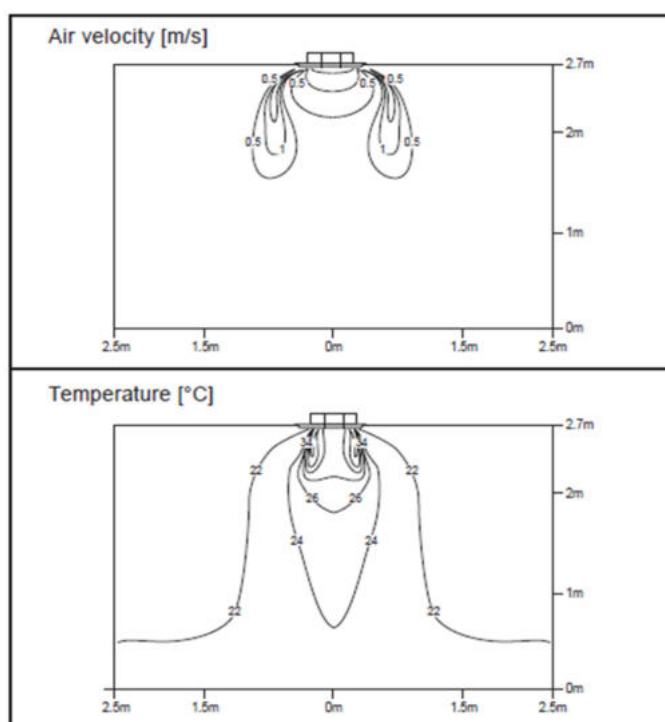 Air velocity [m/s]
2.7m
0.5 0.5
0.5 0.5
2m
0.5 1 1 0.5
1m
0m
2.5m 1.5m 0m 1.5m 2.5m
Temperature [°C]
2.7m
34 34
22 22
2m
26 26
24 24
1m
22 22
0m
2.5m 1.5m 0m 1.5m 2.5m